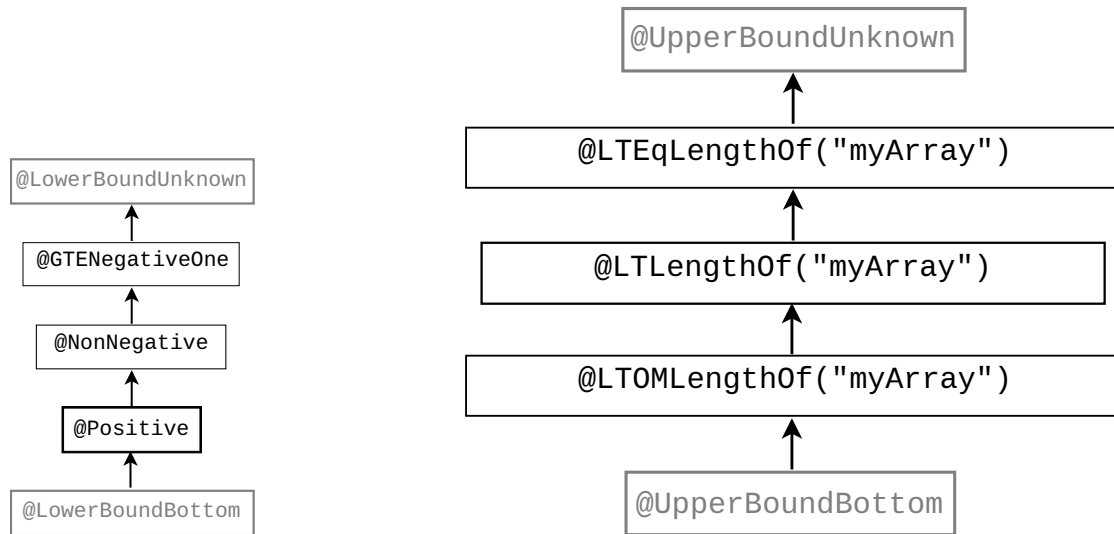 @LowerBoundUnknown
@GTENegativeOne
@NonNegative
@Positive
@LowerBoundBottom
@UpperBoundUnknown
@LTEqLengthOf("myArray")
@LTLengthOf("myArray")
@LTOMLengthOf("myArray")
@UpperBoundBottom